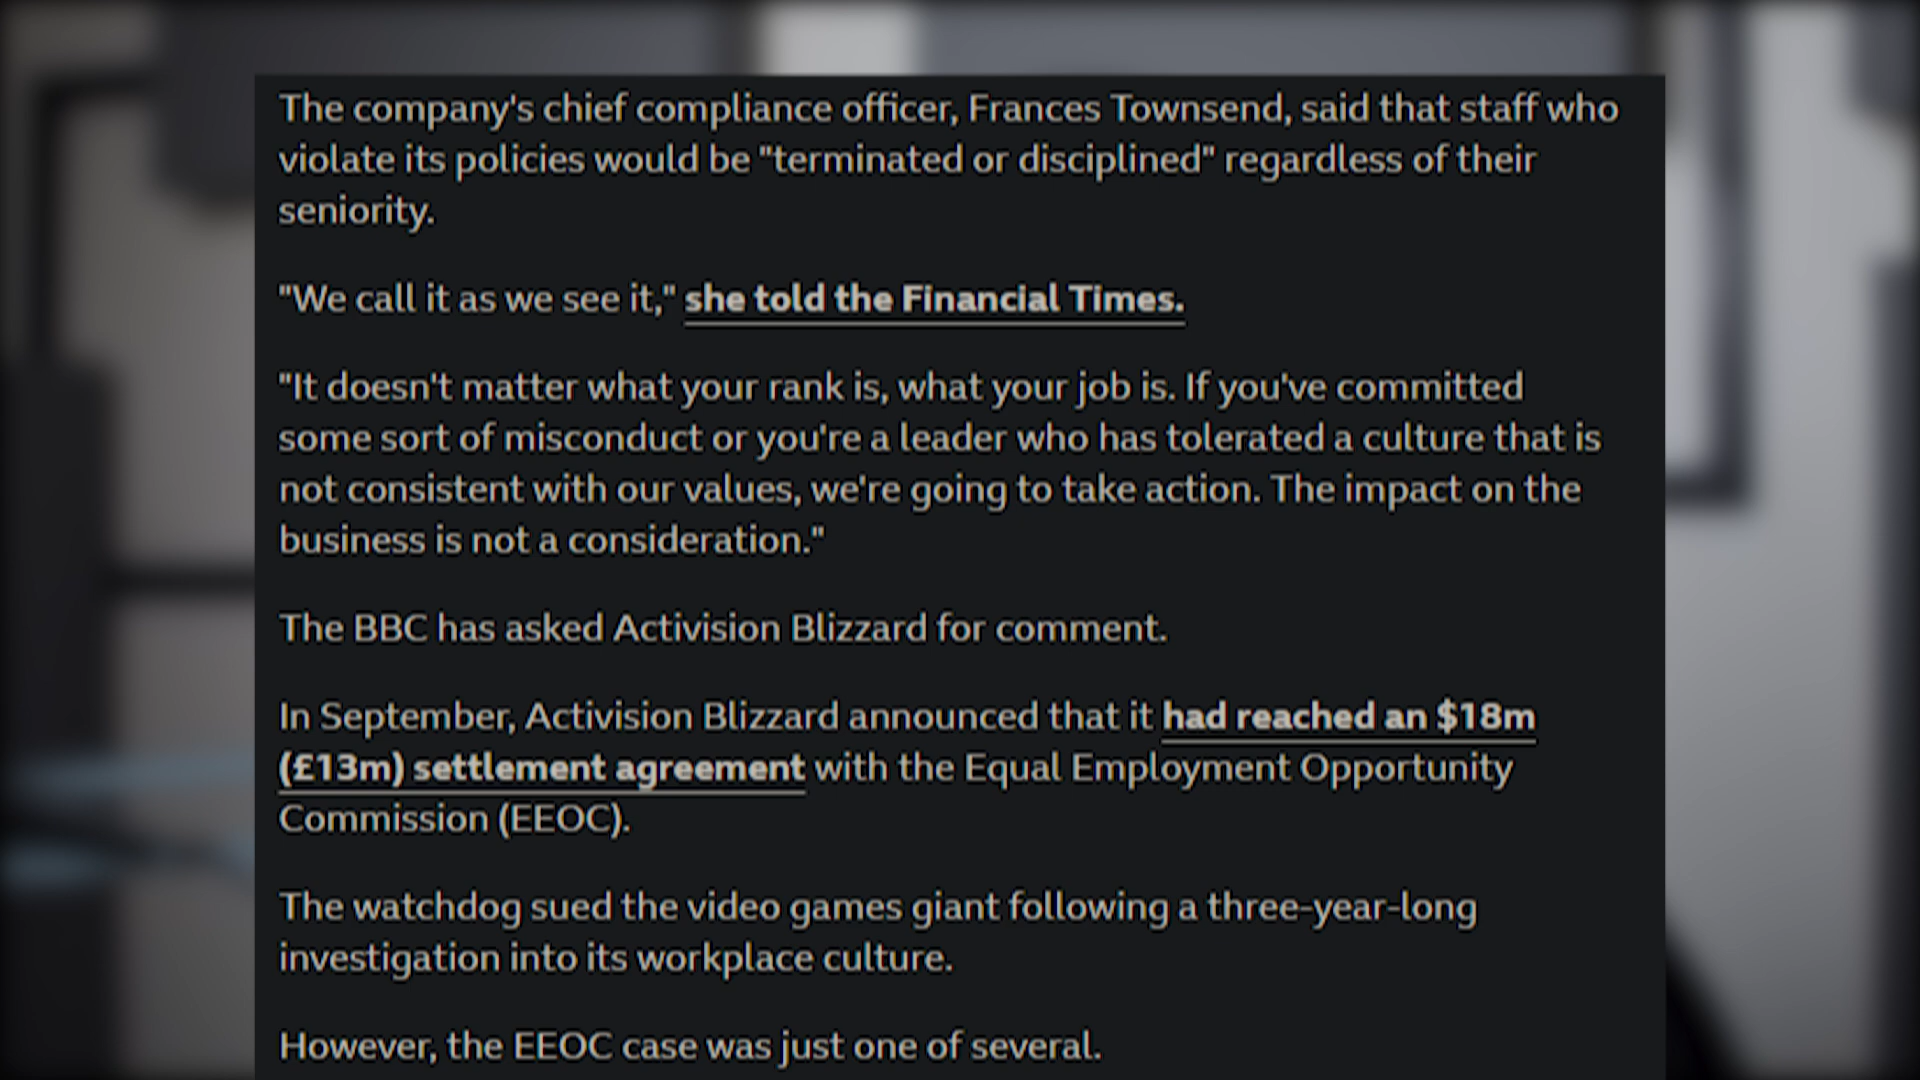 The company's chief compliance officer, Frances Townsend, said that staff who
violate its policies would be "terminated or disciplined" regardless of their
seniority.
"We call it as we see it," she told the Financial Times.
"It doesn't matter what your rank is, what your job is. If you've committed
some sort of misconduct or you're a leader who has tolerated a culture that is
not consistent with our values, we're going to take action. The impact on the
business is not a consideration."
The BBC has asked Activision Blizzard for comment.
In September, Activision Blizzard announced that it had reached an $18m
(£13m) settlement agreement with the Equal Employment Opportunity
Commission (EEOC).
The watchdog sued the video games giant following a three-year-long
investigation into its workplace culture.
However, the EEOC case was just one of several.